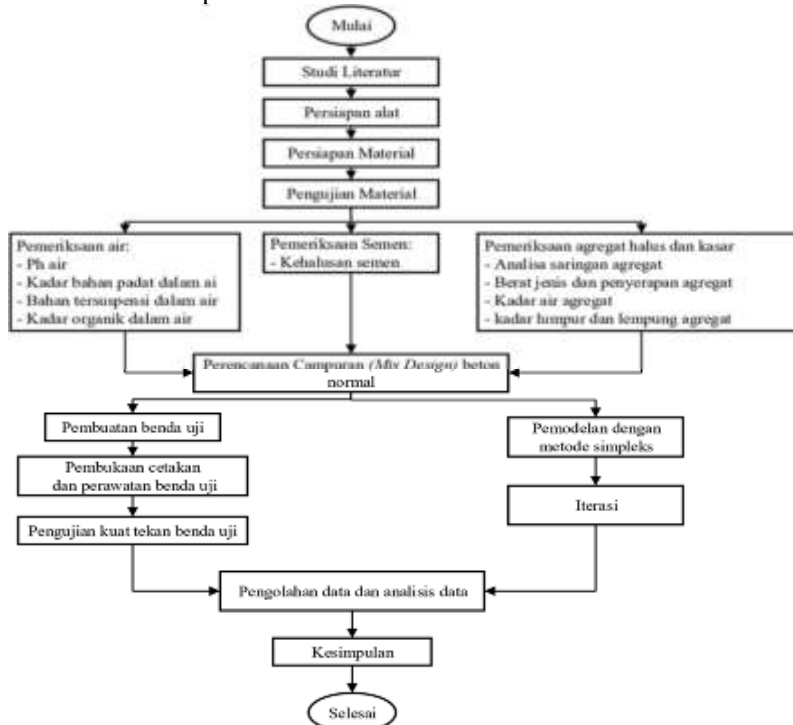 Mulai
Studi Literatur
Persiapan alat
Persiapan Material
Pengujian Material
Pemeriksaan air:
- Ph air
- Kadar bahan padat dalam ai
- Bahan tersuspensi dalam air
- Kadar organik dalam air
Pemeriksaan Semen:
- Kehalusan semen
Pemeriksaan agregat halus dan kasar
- Analisa saringan agregat
- Berat jenis dan penyerapan agregat
- Kadar air agregat
- kadar lumpur dan lempung agregat
Perencanaan Campuran (Mix Design) beton
normal
Pembuatan benda uji
Pembukaan cetakan
dan perawatan benda uji
Pengujian kuat tekan benda uji
Pemodelan dengan
metode simpleks
Iterasi
Pengolahan data dan analisis data
Kesimpulan
Selesai